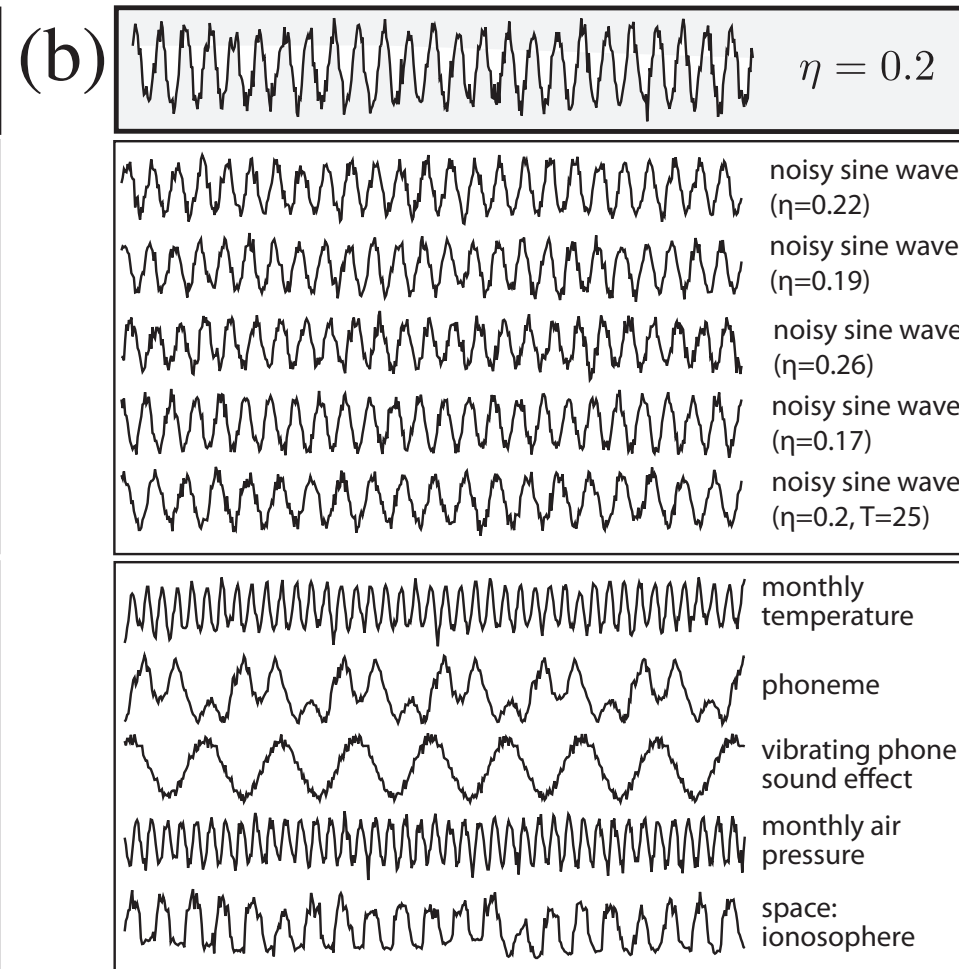 (b)
η = 0.2
noisy sine wave
(η=0.22)
noisy sine wave
(η=0.19)
noisy sine wave
(η=0.26)
noisy sine wave
(η=0.17)
noisy sine wave
(η=0.2, T=25)
monthly
temperature
phoneme
vibrating phone
sound effect
monthly air
pressure
space:
ionosophere